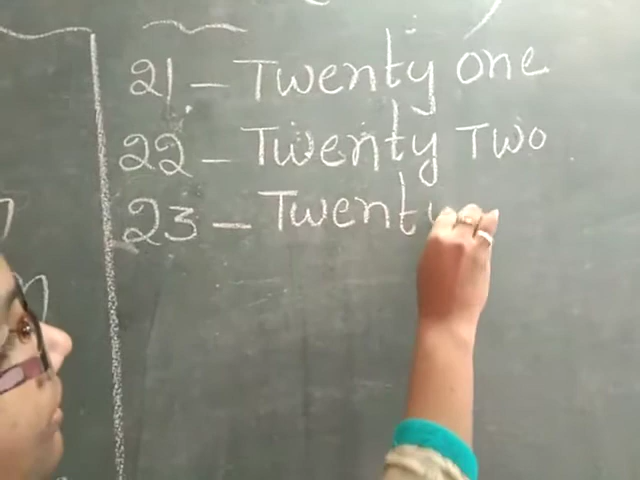 21 – Twenty one
22 – Twenty Two
23 – Twenty